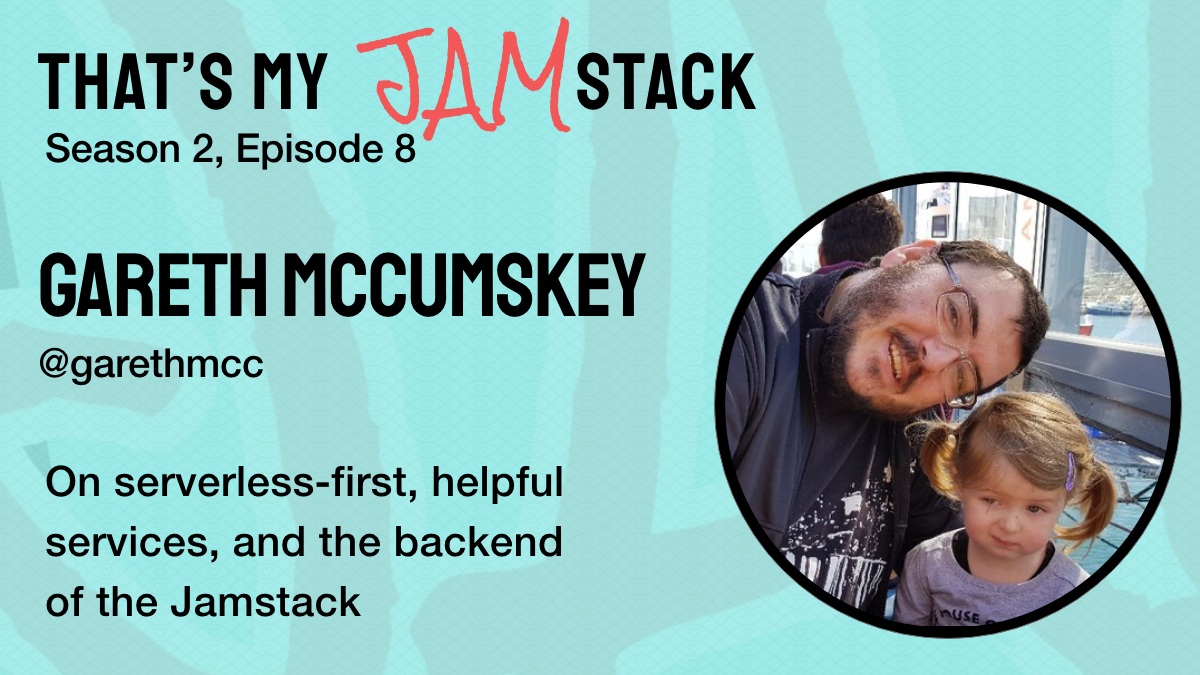 THAT'S MY JAMSTACK
Season 2, Episode 8
GARETH MCCUMSKEY
@garethmcc
On serverless-first, helpful
services, and the backend
of the Jamstack